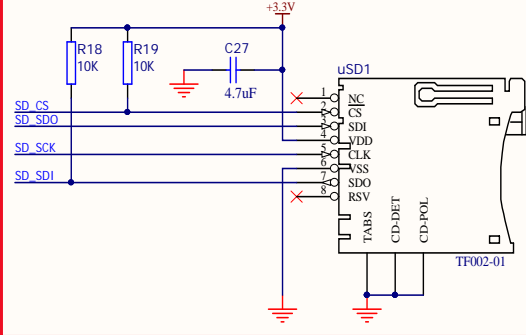 +3.3V
R18
10K
R19
10K
C27
4.7uF
uSD1
SD_CS
SD_SDO
SD_SCK
SD_SDI
1 NC
2 CS
3 SDI
4 VDD
5 CLK
6 VSS
7 SDO
8 RSV
TABS
CD-DET
CD-POL
TF002-01